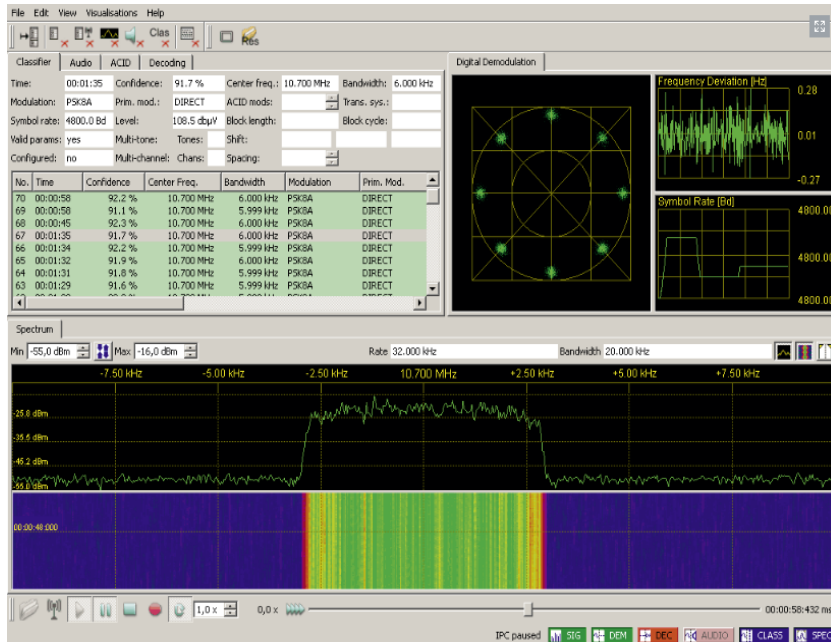 File Edit View Visualisations Help
Clas
Res
Classifier Audio ACID Decoding
Digital Demodulation
Time: 00:01:35 Confidence: 91.7 % Center freq.: 10.700 MHz Bandwidth: 6.000 kHz
Modulation: PSK8A Prim. mod.: DIRECT ACID mods: Trans. sys.:
Symbol rate: 4800.0 Bd Level: 108.5 dbµV Block length: Block cycle:
Valid params: yes Multi-tone: Tones: Shift:
Configured: no Multi-channel: Chans: Spacing:
No. Time Confidence Center Freq. Bandwidth Modulation Prim. Mod.
70 00:00:58 92.2 % 10.700 MHz 6.000 kHz PSK8A DIRECT
69 00:00:58 91.1 % 10.700 MHz 5.999 kHz PSK8A DIRECT
68 00:00:45 92.3 % 10.700 MHz 6.000 kHz PSK8A DIRECT
67 00:01:35 91.7 % 10.700 MHz 6.000 kHz PSK8A DIRECT
66 00:01:34 92.2 % 10.700 MHz 5.999 kHz PSK8A DIRECT
65 00:01:32 91.9 % 10.700 MHz 6.000 kHz PSK8A DIRECT
64 00:01:31 91.8 % 10.700 MHz 5.999 kHz PSK8A DIRECT
63 00:01:29 91.6 % 10.700 MHz 5.999 kHz PSK8A DIRECT
Frequency Deviation [Hz]
0.28
0.01
-0.27
Symbol Rate [Bd]
4800.00
4800.00
4800.00
Spectrum
Min -55,0 dBm Max -16,0 dBm Rate 32.000 kHz Bandwidth 20.000 kHz
-7.50 kHz -5.00 kHz -2.50 kHz 10.700 MHz +2.50 kHz +5.00 kHz +7.50 kHz
-25.8 dBm
-35.5 dBm
-45.2 dBm
-55.0 dBm
00:00:48:000
1,0 x 0,0 x 00:00:58:432 ms
IPC paused SIG DEM DEC AUDIO CLASS SPEC